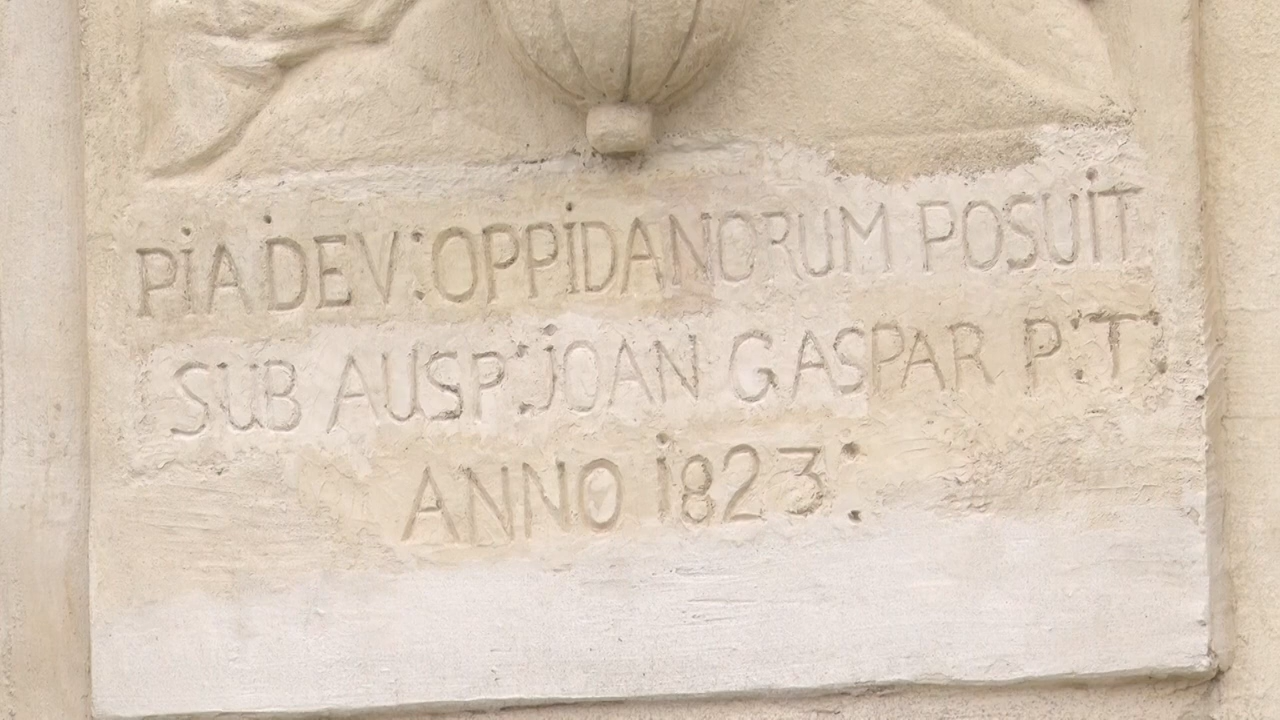 PiA DEV: OPPiDANORUM POSUiT
SUB AUSP: JOAN GASPAR P: T:
ANNO 1823: